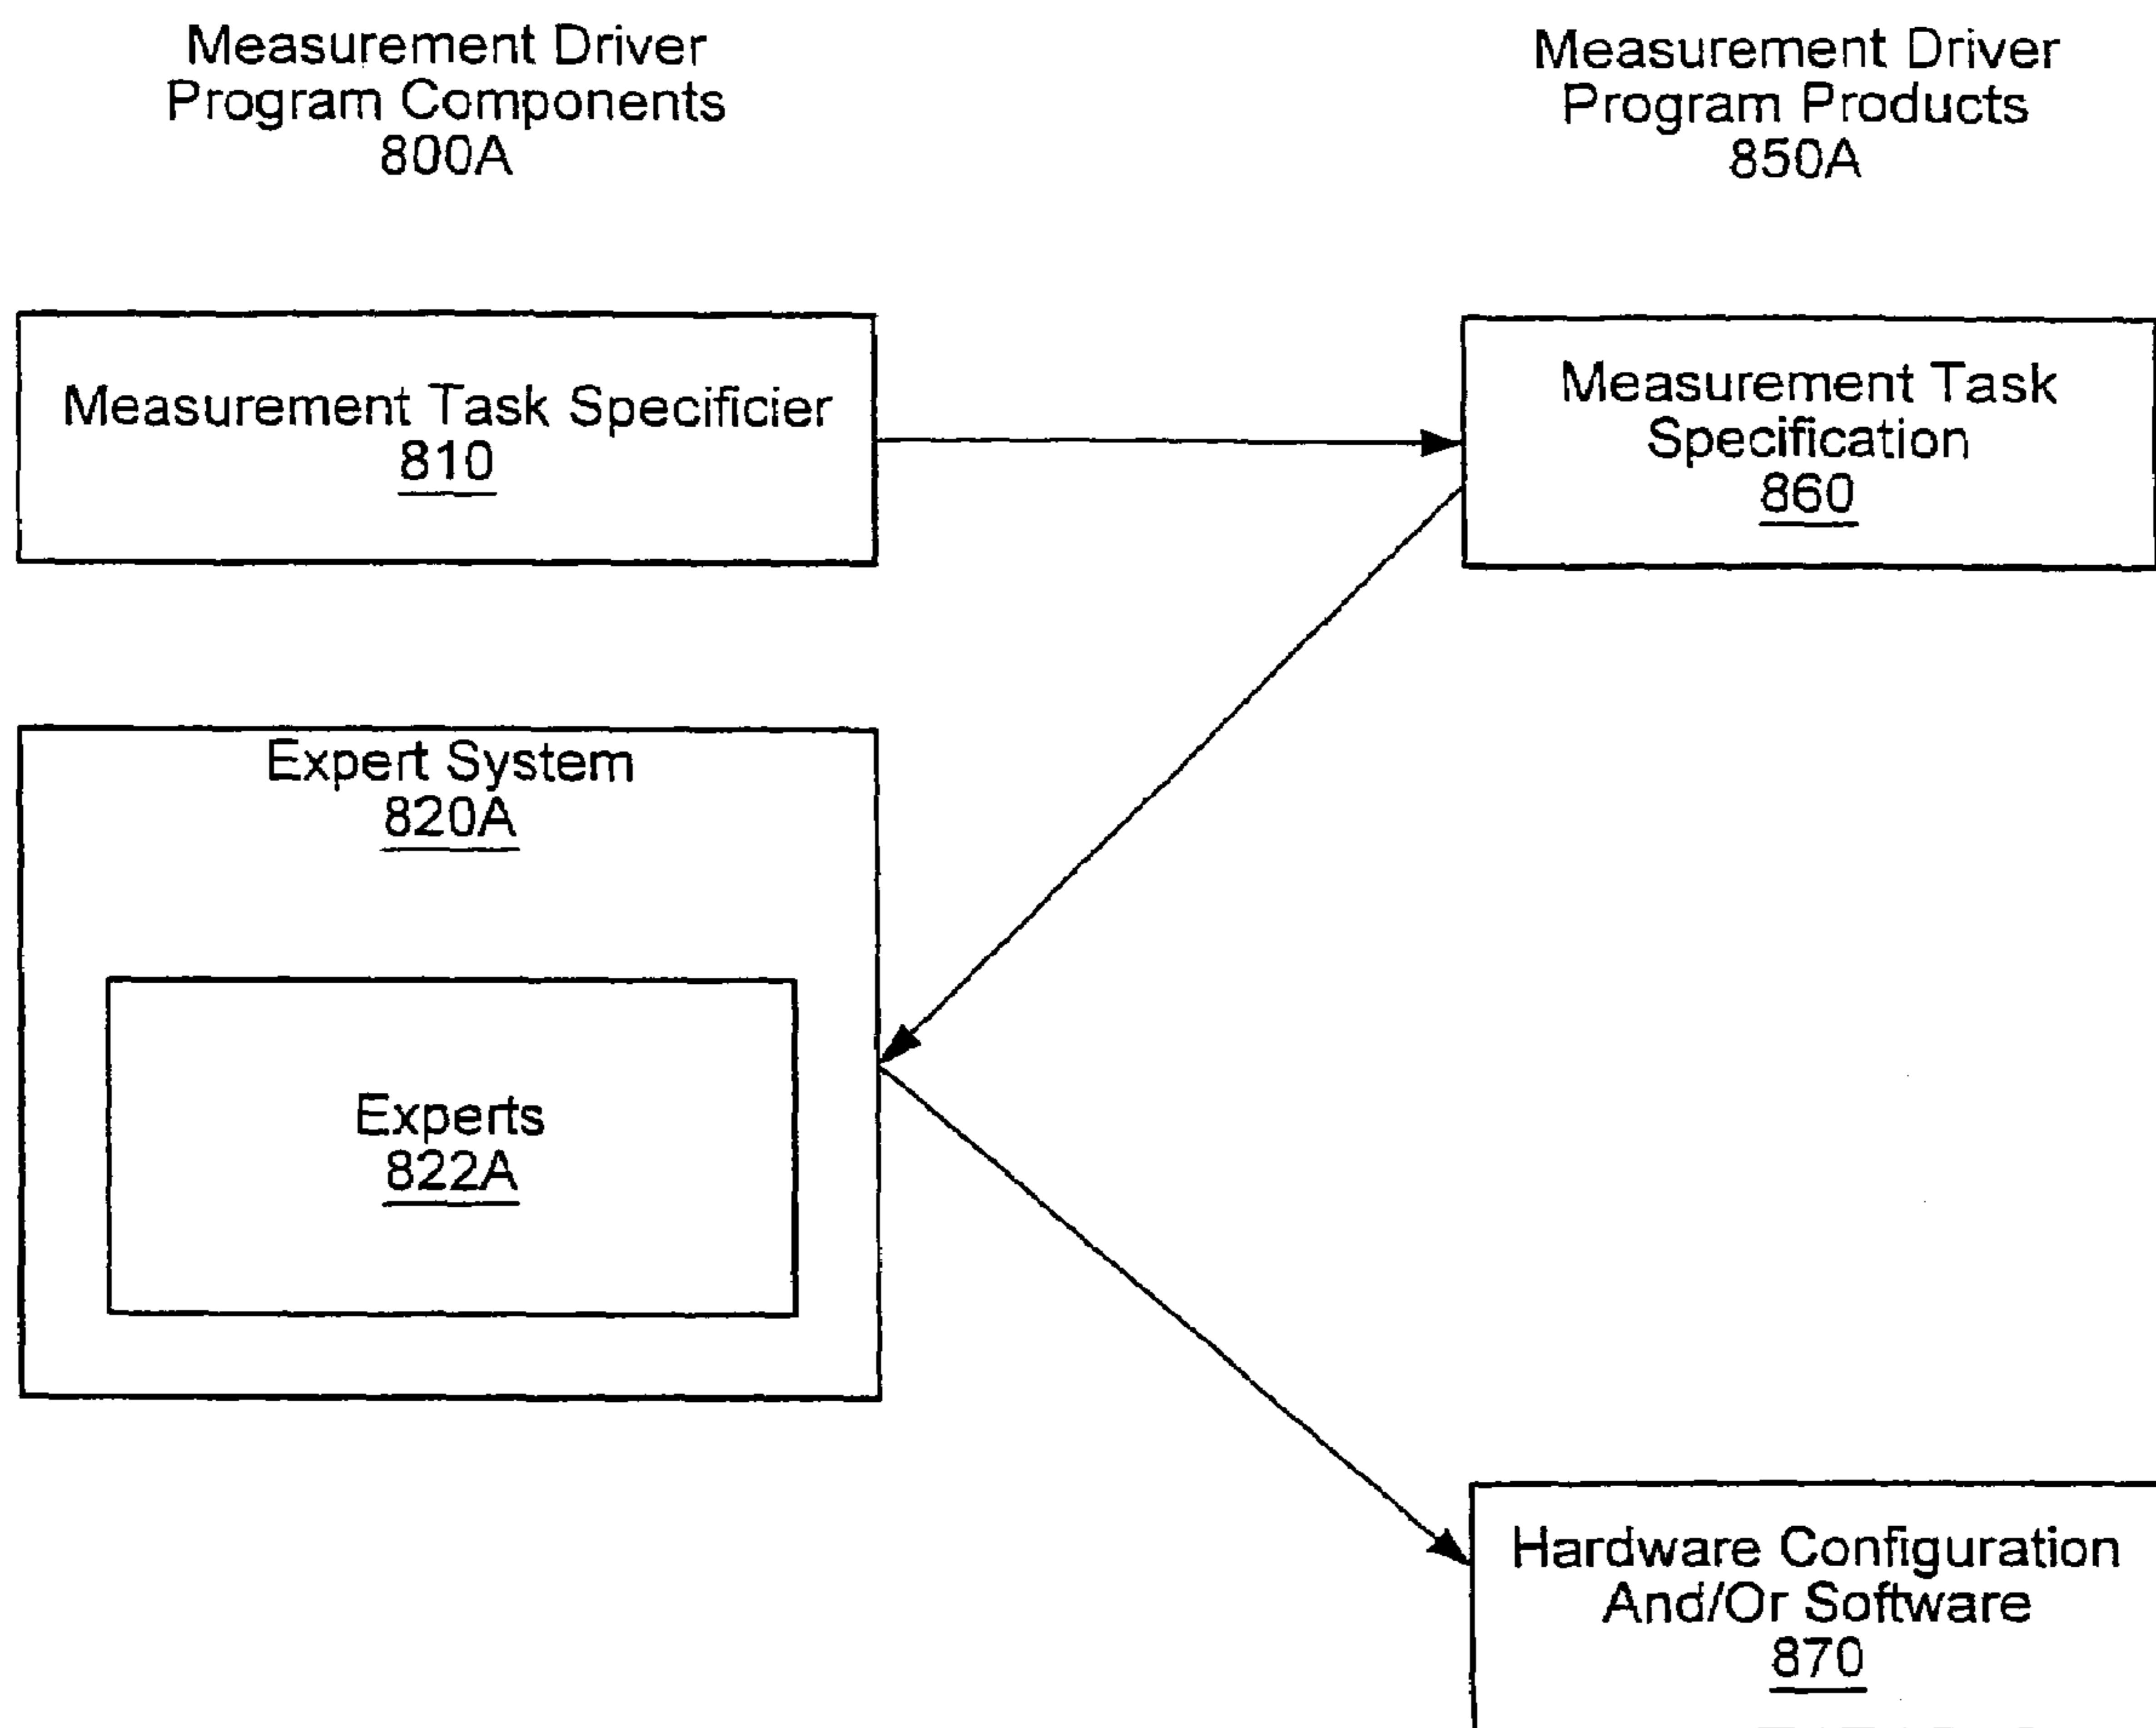 Measurement Driver
Program Components
800A
Measurement Driver
Program Products
850A
Measurement Task Specificier
810
Measurement Task
Specification
860
Expert System
820A
Experts
822A
Hardware Configuration
And/Or Software
870